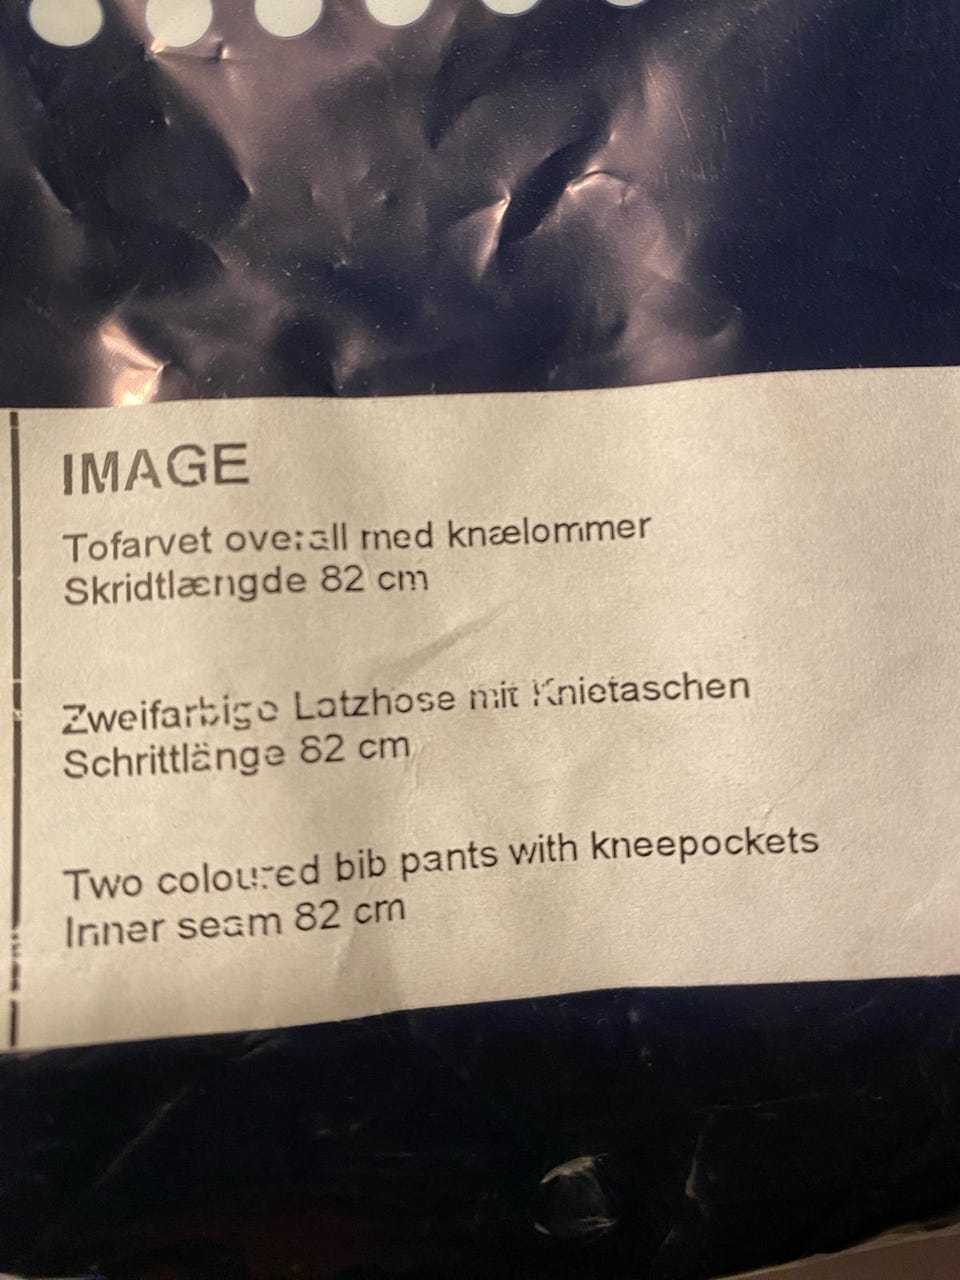 IMAGE
Tofarvet overall med knælommer
Skridtlængde 82 cm
Zweifarbige Latzhose mit Knietaschen
Schrittlänge 82 cm
Two coloured bib pants with kneepockets
Inner seam 82 cm